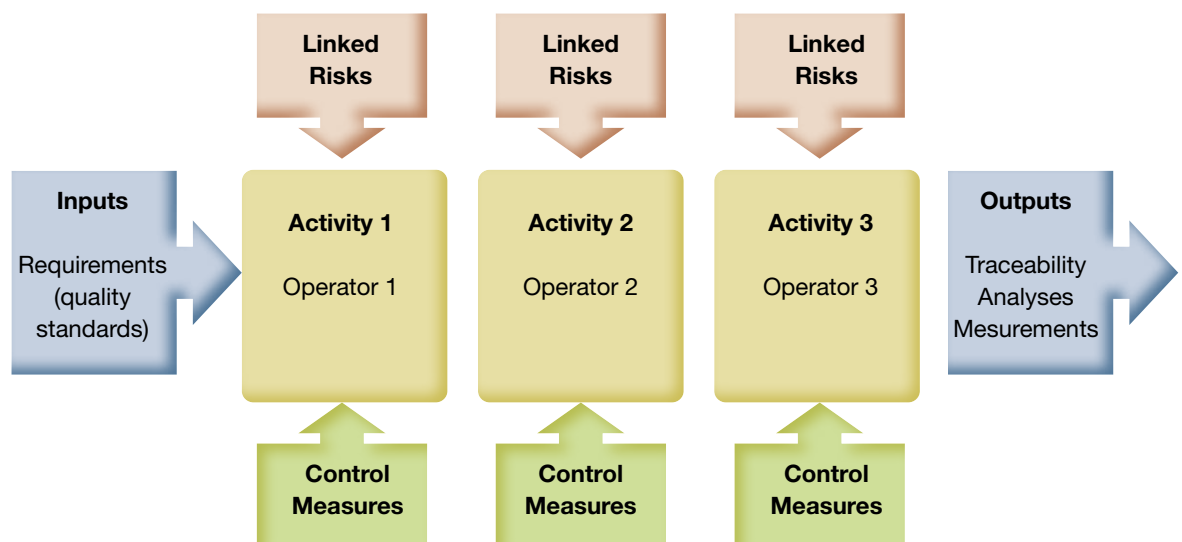 Linked
Risks
Linked
Risks
Linked
Risks
Inputs
Requirements
(quality
standards)
Activity 1
Operator 1
Activity 2
Operator 2
Activity 3
Operator 3
Outputs
Traceability
Analyses
Mesurements
Control
Measures
Control
Measures
Control
Measures